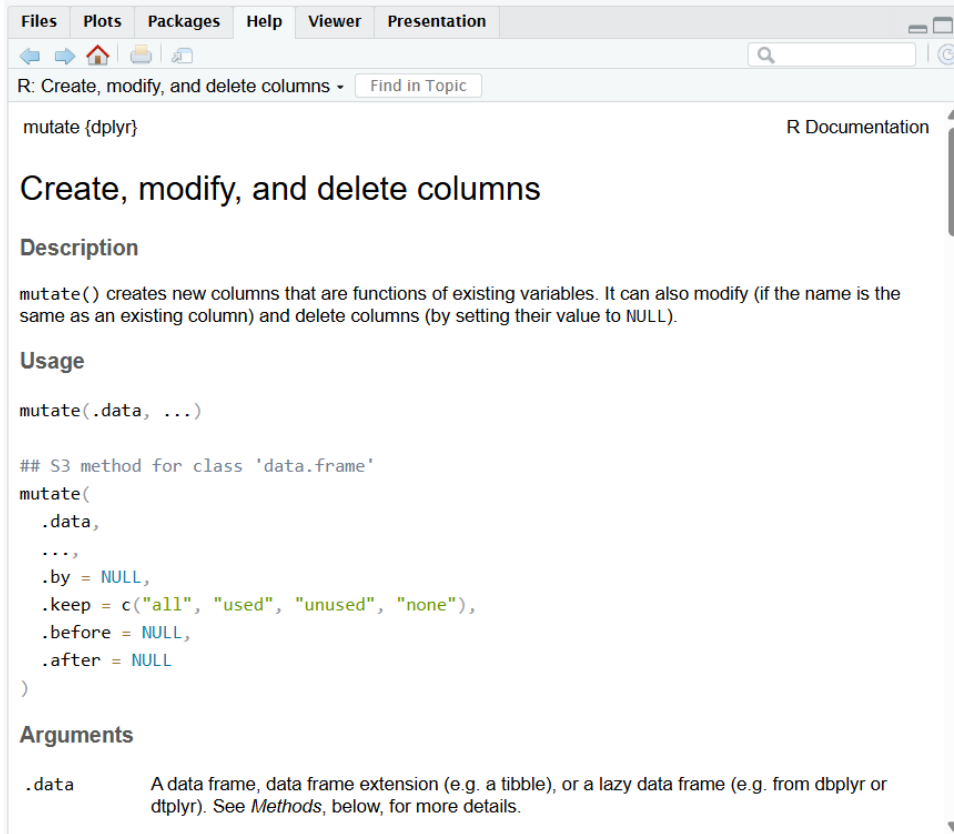 Files Plots Packages Help Viewer Presentation
R: Create, modify, and delete columns Find in Topic
mutate {dplyr} R Documentation
Create, modify, and delete columns
Description
mutate() creates new columns that are functions of existing variables. It can also modify (if the name is the
same as an existing column) and delete columns (by setting their value to NULL).
Usage
mutate(.data, ...)
## S3 method for class 'data.frame'
mutate(
  .data,
  ...,
  .by = NULL,
  .keep = c("all", "used", "unused", "none"),
  .before = NULL,
  .after = NULL
)
Arguments
.data A data frame, data frame extension (e.g. a tibble), or a lazy data frame (e.g. from dbplyr or
dtplyr). See Methods, below, for more details.